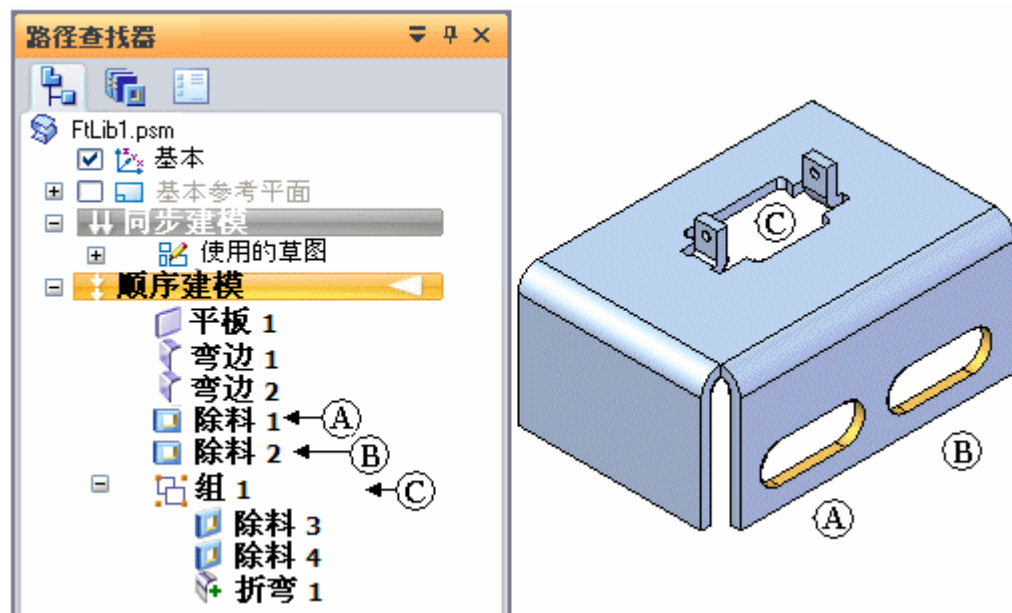 路径查找器
FtLib1.psm
基本
基本参考平面
同步建模
使用的草图
顺序建模
平板 1
弯边 1
弯边 2
除料 1 A
除料 2 B
组 1 C
除料 3
除料 4
折弯 1
C
B
A